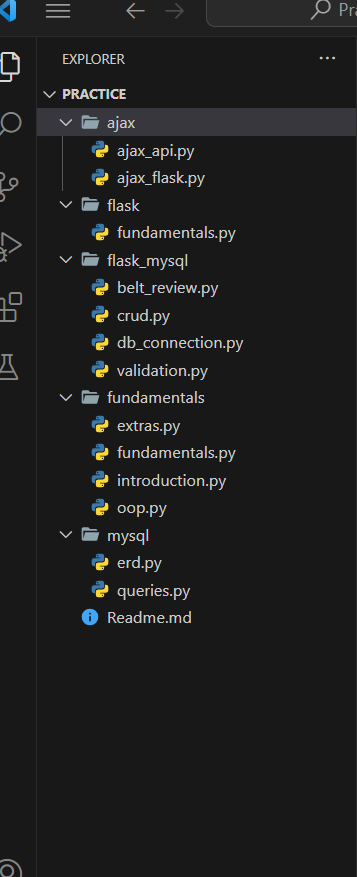 Pra
EXPLORER ...
PRACTICE
ajax
ajax_api.py
ajax_flask.py
flask
fundamentals.py
flask_mysql
belt_review.py
crud.py
db_connection.py
validation.py
fundamentals
extras.py
fundamentals.py
introduction.py
oop.py
mysql
erd.py
queries.py
Readme.md